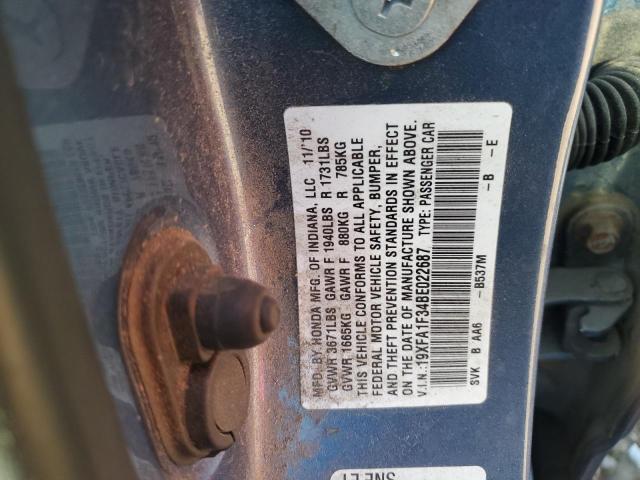 MFD. BY HONDA MFG. OF INDIANA, LLC 11/'10
GVWR 3671LBS GAWR F 1940LBS R 1731LBS
GVWR 1665KG GAWR F 880KG R 785KG
THIS VEHICLE CONFORMS TO ALL APPLICABLE
FEDERAL MOTOR VEHICLE SAFETY, BUMPER,
AND THEFT PREVENTION STANDARDS IN EFFECT
ON THE DATE OF MANUFACTURE SHOWN ABOVE.
V.I.N.:19XFA1F34BE022687 TYPE: PASSENGER CAR
SVK B AA6 -B537M -B -E